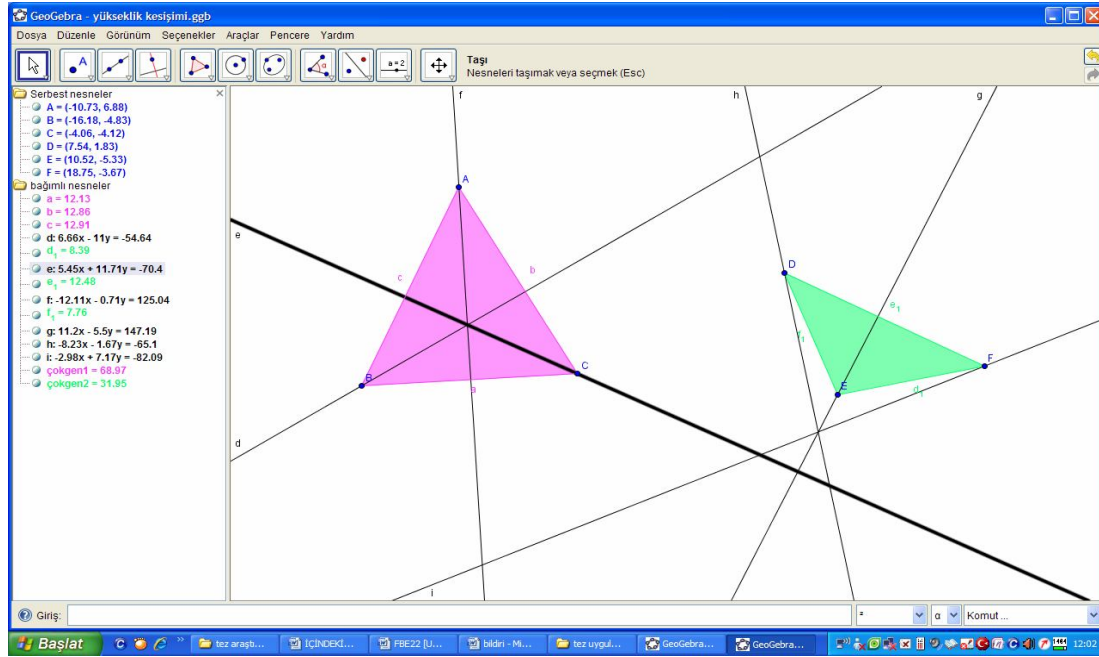 GeoGebra - yükseklik kesişimi.ggb
Dosya Düzenle Görünüm Seçenekler Araçlar Pencere Yardım
A
a = 2
Taşı
Nesneleri taşımak veya seçmek (Esc)
Serbest nesneler
A = (-10.73, 6.88)
B = (-16.18, -4.83)
C = (-4.06, -4.12)
D = (7.54, 1.83)
E = (10.52, -5.33)
F = (18.75, -3.67)
bağımlı nesneler
a = 12.13
b = 12.86
c = 12.91
d: 6.66x - 11y = -54.64
d₁ = 8.39
e: 5.45x + 11.71y = -70.4
e₁ = 12.48
f: -12.11x - 0.71y = 125.04
f₁ = 7.76
g: 11.2x - 5.5y = 147.19
h: -8.23x - 1.67y = -65.1
i: -2.98x + 7.17y = -82.09
çokgen1 = 68.97
çokgen2 = 31.95
f
h
g
A
e
D
b
c
e₁
f₁
F
C
B
a
E
d₁
d
i
Giriş:
α
Komut ...
Başlat
tez araştı...
İÇİNDEKİ...
FBE22 [U...
bildiri - Mi...
tez uygul...
GeoGebra...
GeoGebra...
12:02